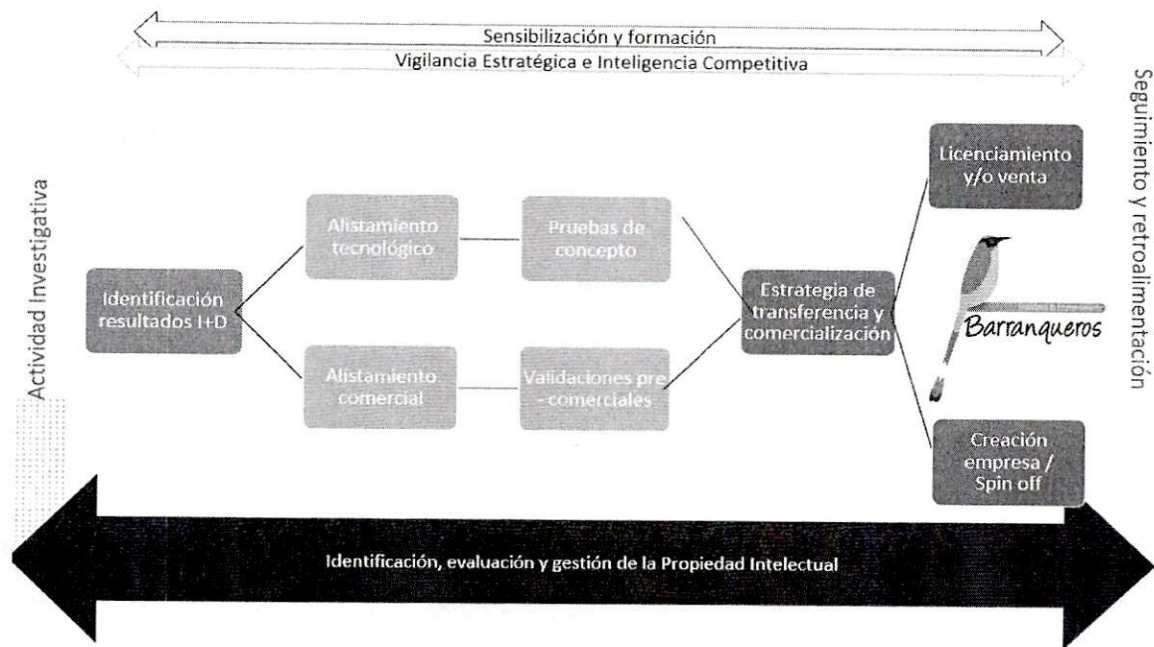 Sensibilización y formación
Vigilancia Estratégica e Inteligencia Competitiva
Actividad Investigativa
Identificación
resultados I+D
Alistamiento
tecnológico
Pruebas de
concepto
Alistamiento
comercial
Validaciones pre
- comerciales
Estrategia de
transferencia y
comercialización
Licenciamiento
y/o venta
Barranqueros
Creación
empresa /
Spin off
Seguimiento y retroalimentación
Identificación, evaluación y gestión de la Propiedad Intelectual